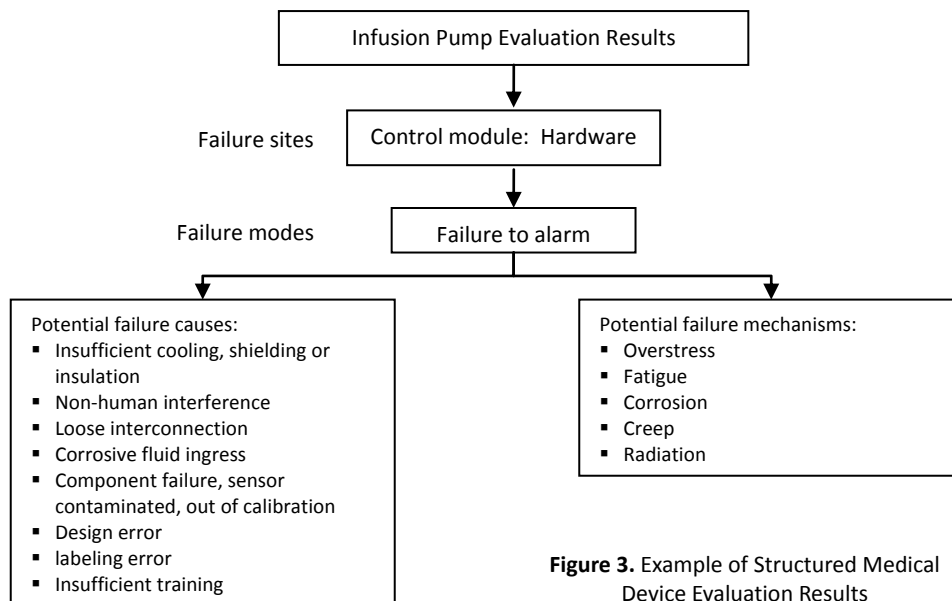 Infusion Pump Evaluation Results
Failure sites
Control module: Hardware
Failure modes
Failure to alarm
Potential failure causes:
▪ Insufficient cooling, shielding or
insulation
▪ Non-human interference
▪ Loose interconnection
▪ Corrosive fluid ingress
▪ Component failure, sensor
contaminated, out of calibration
▪ Design error
▪ labeling error
▪ Insufficient training
Potential failure mechanisms:
▪ Overstress
▪ Fatigue
▪ Corrosion
▪ Creep
▪ Radiation
Figure 3. Example of Structured Medical
Device Evaluation Results